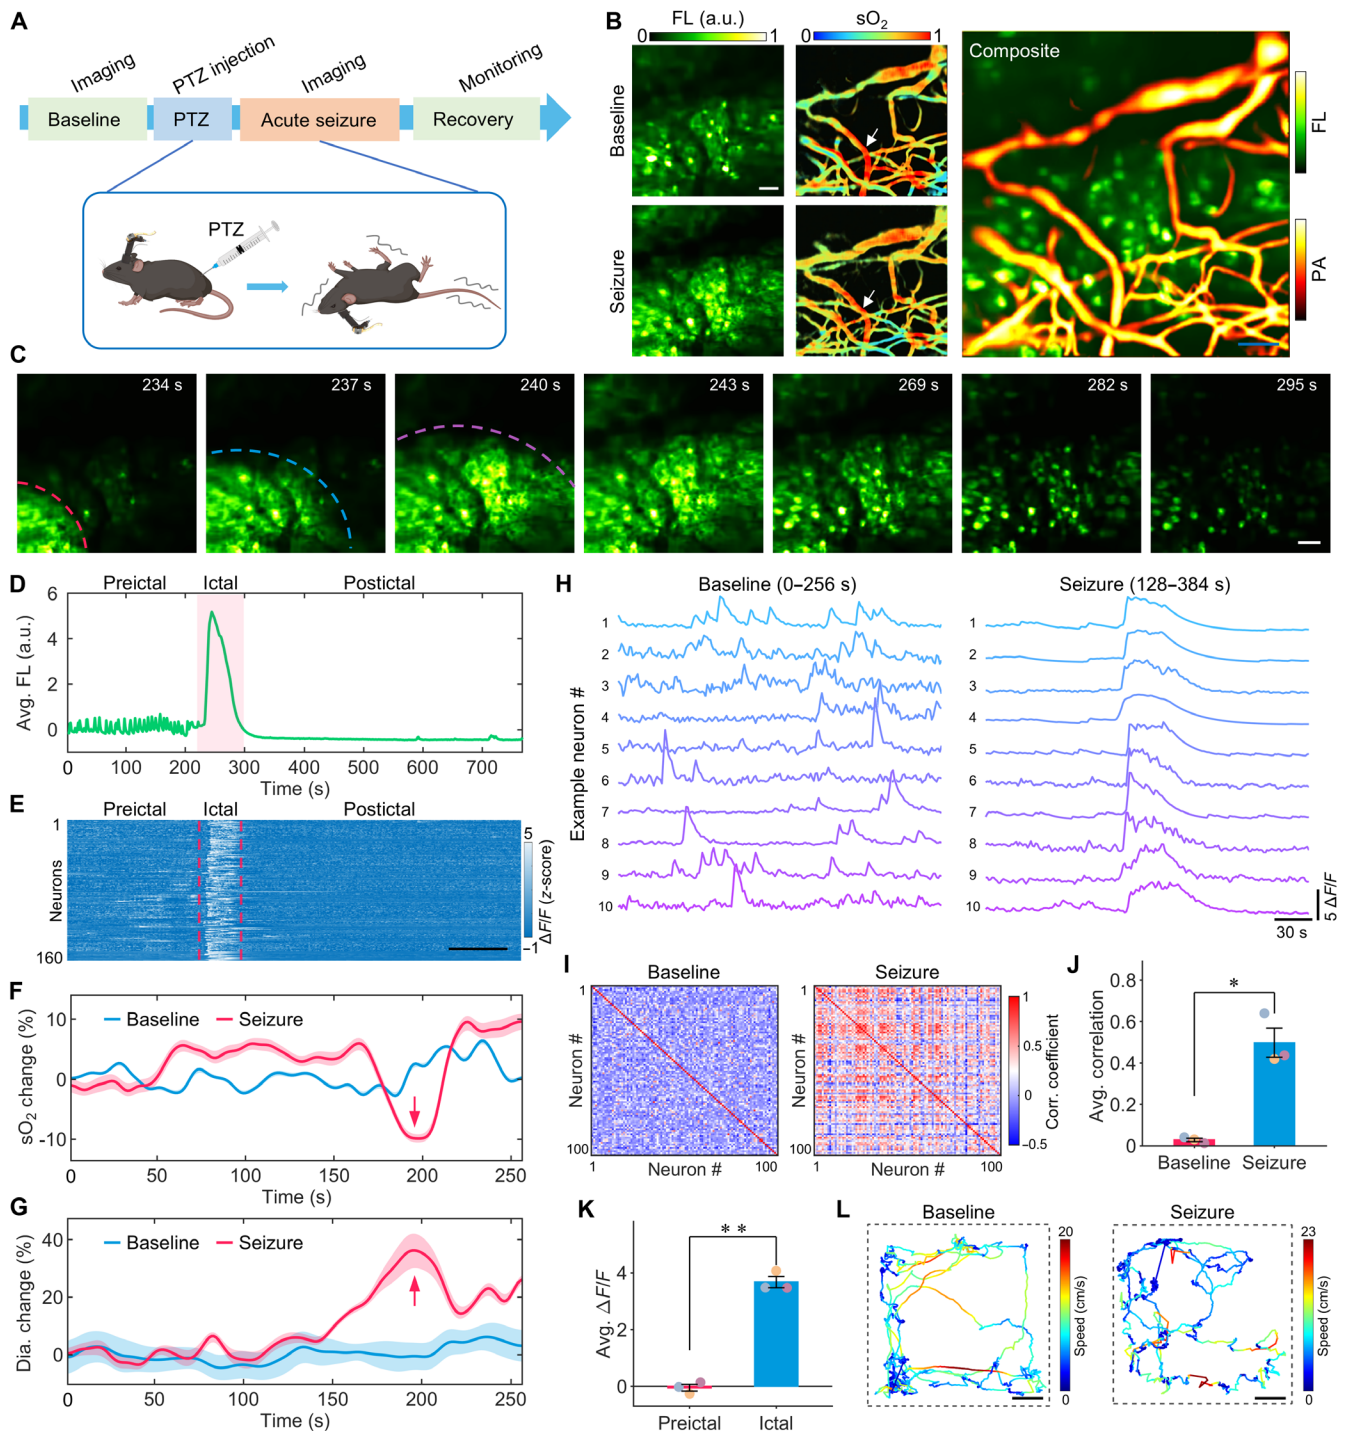 A
Imaging
PTZ injection
Imaging
Monitoring
Baseline
PTZ
Acute seizure
Recovery
PTZ
B
FL (a.u.)
0
1
sO2
0
1
Baseline
Seizure
Composite
FL
PA
C
234 s
237 s
240 s
243 s
269 s
282 s
295 s
D
Preictal
Ictal
Postictal
Avg. FL (a.u.)
6
4
2
0
0 100 200 300 400 500 600 700
Time (s)
E
Preictal
Ictal
Postictal
1
Neurons
160
5
−1
ΔF/F (z-score)
F
Baseline
Seizure
sO2 change (%)
10
0
-10
0 50 100 150 200 250
Time (s)
G
Baseline
Seizure
Dia. change (%)
40
20
0
0 50 100 150 200 250
Time (s)
H
Baseline (0–256 s)
Seizure (128–384 s)
Example neuron #
1
2
3
4
5
6
7
8
9
10
1
2
3
4
5
6
7
8
9
10
5 ΔF/F
30 s
I
Baseline
Seizure
1
Neuron #
100
1
Neuron #
100
1
Neuron #
100
1
Neuron #
100
1
0.5
0
−0.5
Corr. coefficient
J
Avg. correlation
0.8
0.6
0.4
0.2
0
*
Baseline
Seizure
K
Avg. ΔF/F
4
2
0
* *
Preictal
Ictal
L
Baseline
Seizure
20
Speed (cm/s)
0
23
Speed (cm/s)
0